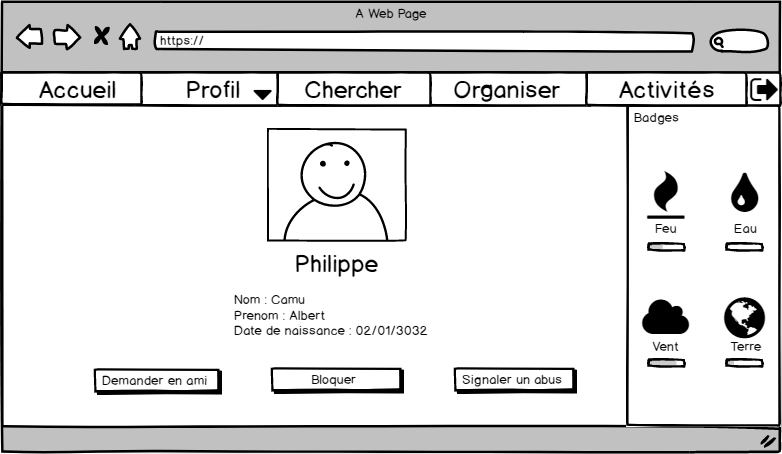 A Web Page
https://
Accueil Profil Chercher Organiser Activités
Badges
Feu Eau
Philippe
Nom : Camu
Prenom : Albert
Date de naissance : 02/01/3032
Vent Terre
Demander en ami Bloquer Signaler un abus